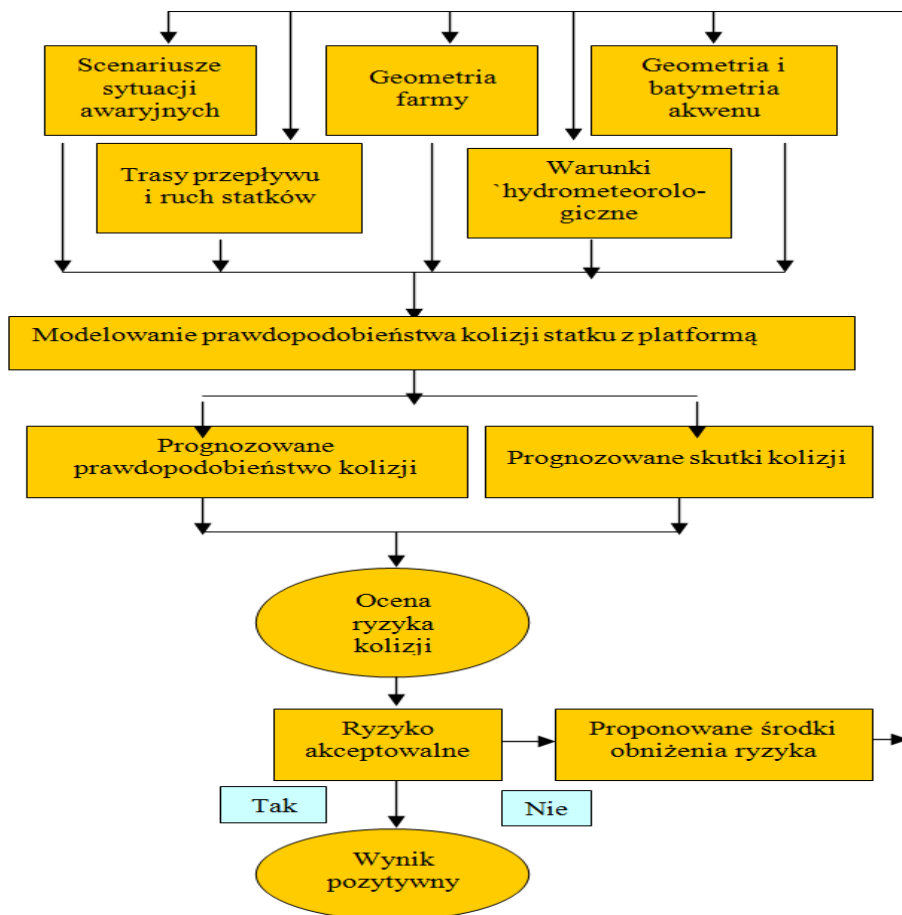 Scenariusze
sytuacji
awaryjnych
Geometria
farmy
Geometria i
batymetria
akwenu
Trasy przepływu
i ruch statków
Warunki
`hydrometeorolo-
giczne
Modelowanie prawdopodobieństwa kolizji statku z platformą
Prognozowane
prawdopodobieństwo kolizji
Prognozowane skutki kolizji
Ocena
ryzyka
kolizji
Ryzyko
akceptowalne
Proponowane środki
obniżenia ryzyka
Tak
Nie
Wynik
pozytywny